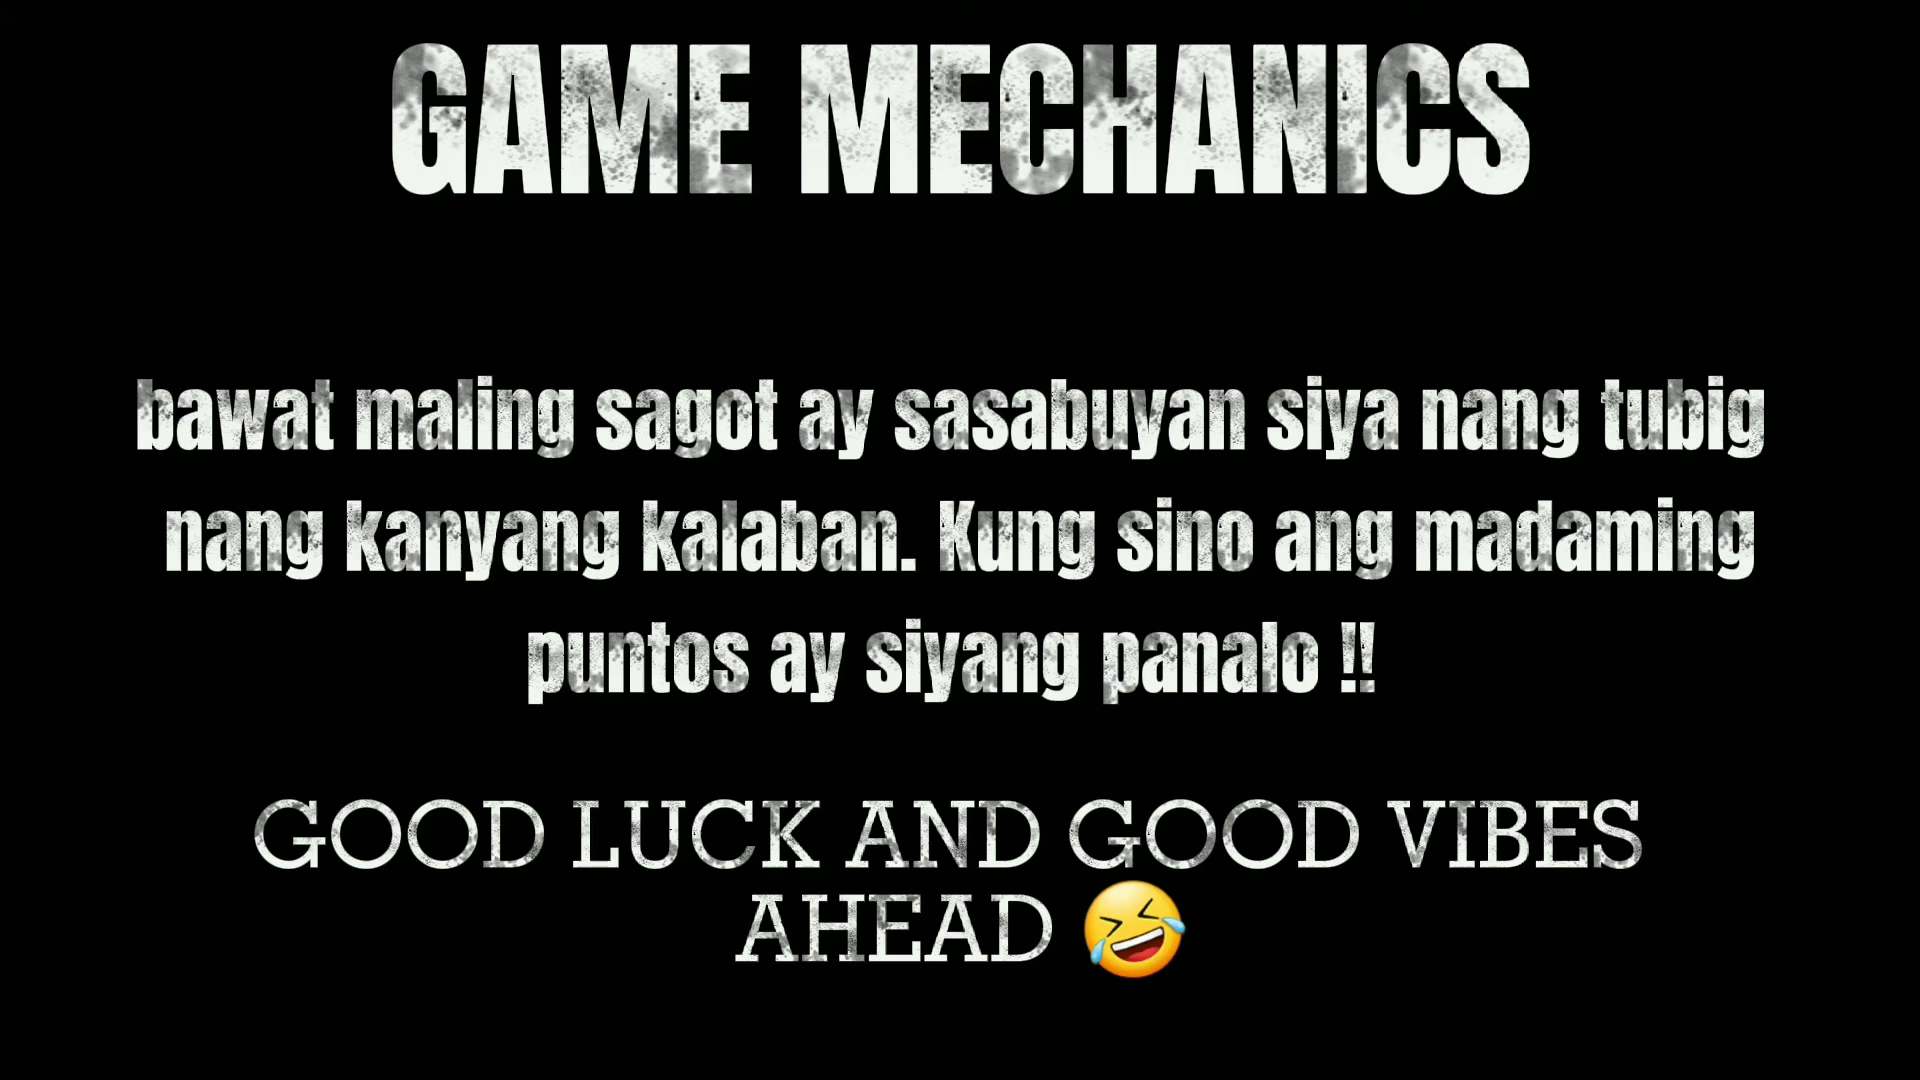 GAME MECHANICS
bawat maling sagot ay sasabuyan siya nang tubig
nang kanyang kalaban. Kung sino ang madaming
puntos ay siyang panalo !!
GOOD LUCK AND GOOD VIBES
AHEAD 🤣